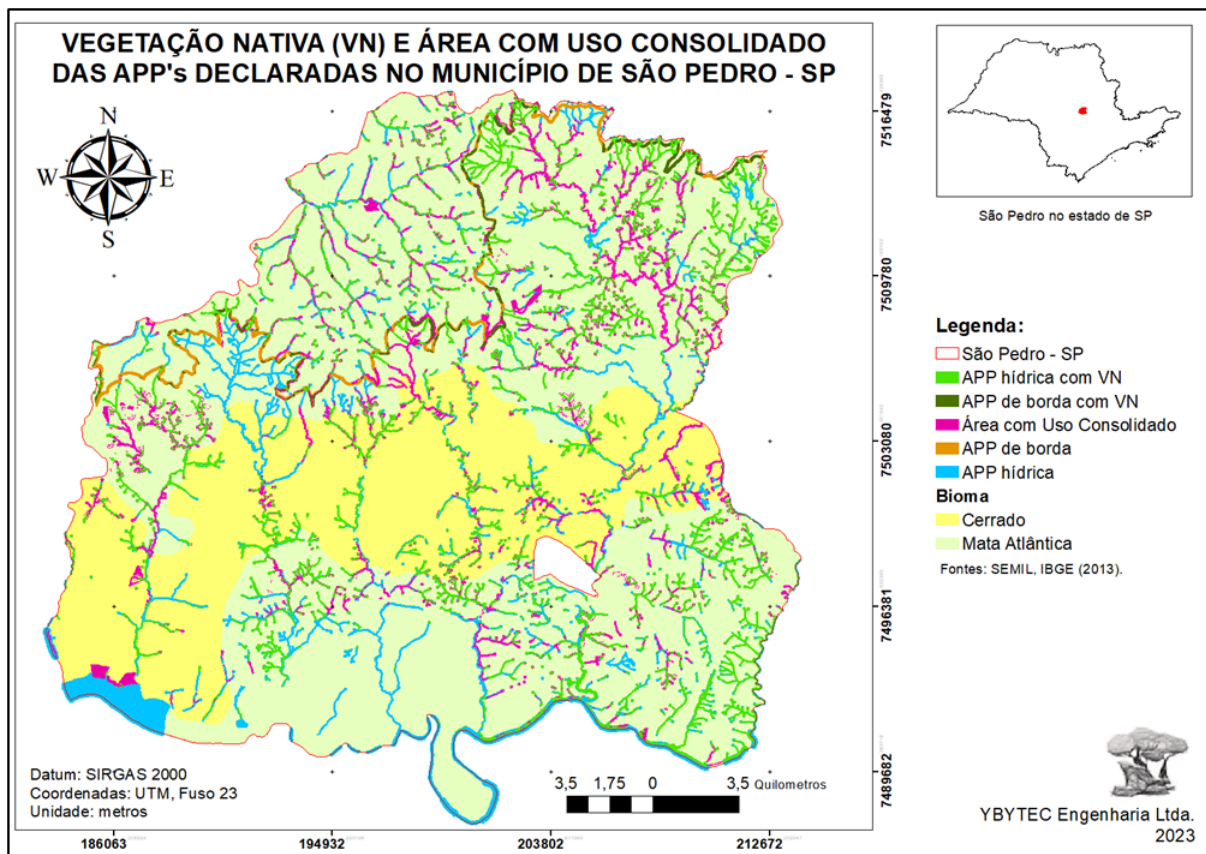 VEGETAÇÃO NATIVA (VN) E ÁREA COM USO CONSOLIDADO
DAS APP's DECLARADAS NO MUNICÍPIO DE SÃO PEDRO - SP
N
W
E
S
São Pedro no estado de SP
7516479
7509780
7503080
7496381
7489682
Legenda:
São Pedro - SP
APP hídrica com VN
APP de borda com VN
Área com Uso Consolidado
APP de borda
APP hídrica
Bioma
Cerrado
Mata Atlântica
Fontes: SEMIL, IBGE (2013).
Datum: SIRGAS 2000
Coordenadas: UTM, Fuso 23
Unidade: metros
3,5 1,75 0 3,5 Quilometros
186063
194932
203802
212672
YBYTEC Engenharia Ltda.
2023